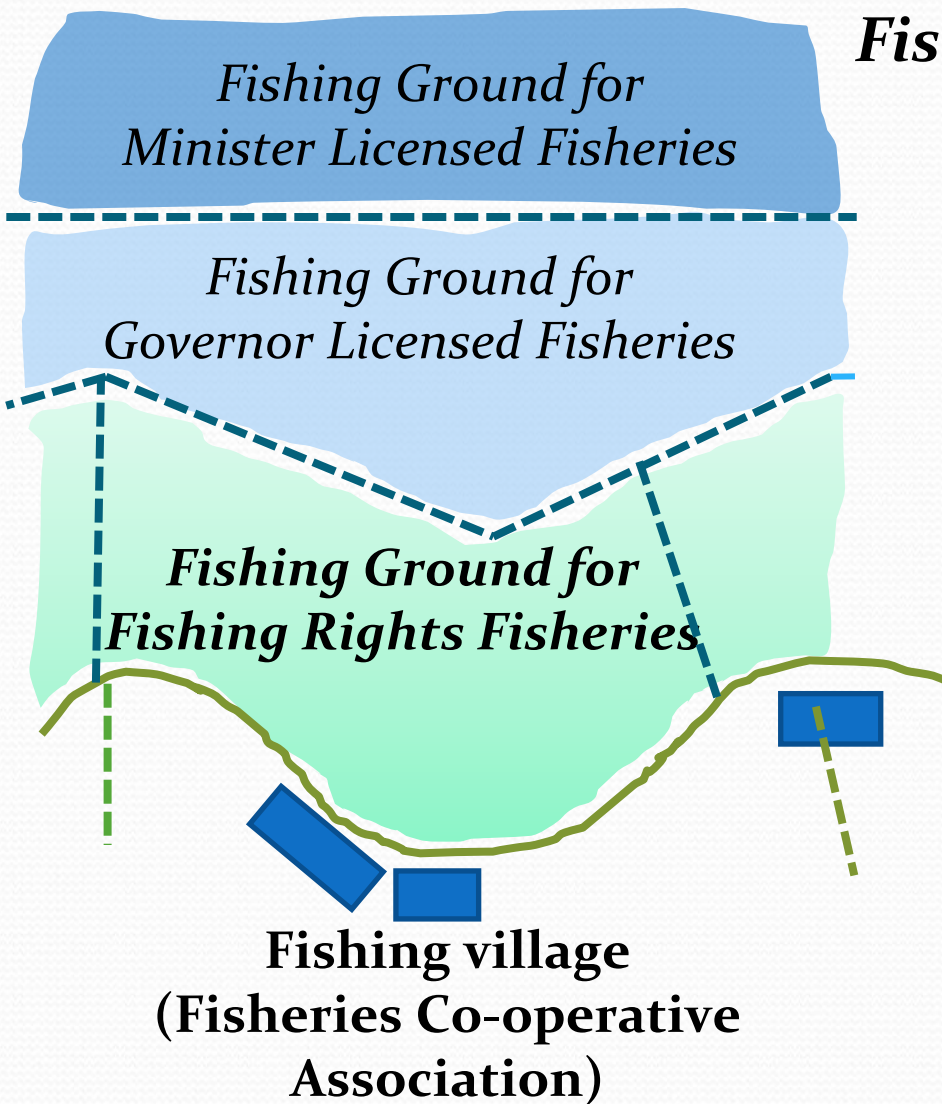 Fis
Fishing Ground for
Minister Licensed Fisheries
Fishing Ground for
Governor Licensed Fisheries
Fishing Ground for
Fishing Rights Fisheries
Fishing village
(Fisheries Co-operative
Association)